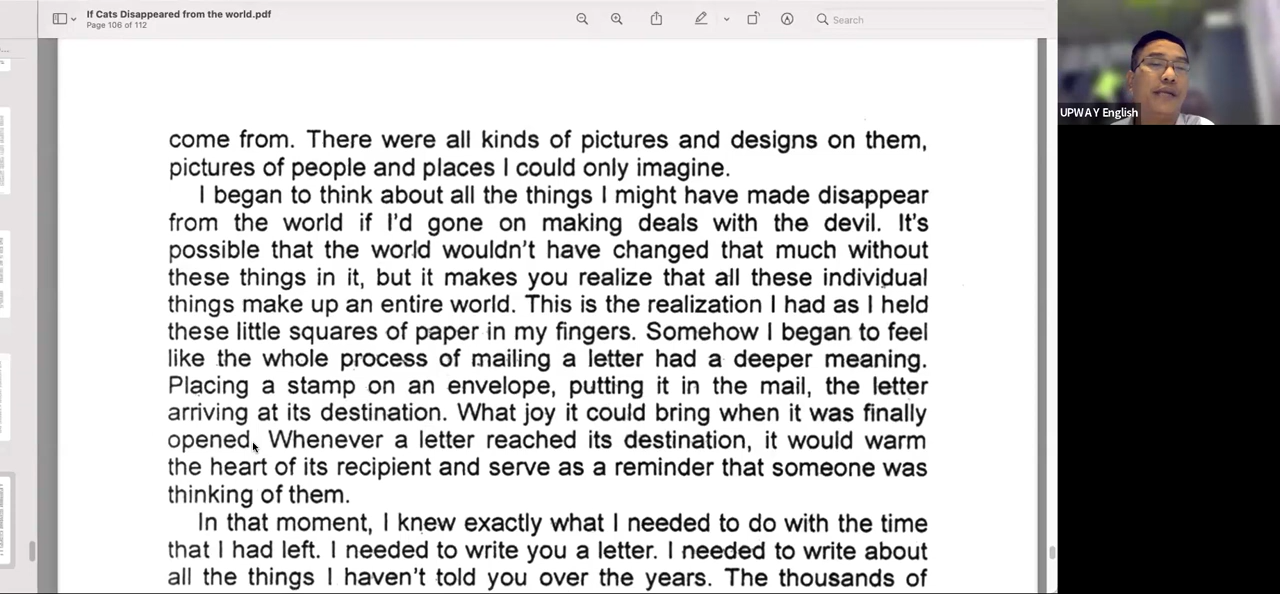 If Cats Disappeared from the world.pdf
Page 106 of 112
Search
UPWAY English
come from. There were all kinds of pictures and designs on them,
pictures of people and places I could only imagine.
I began to think about all the things I might have made disappear
from the world if I'd gone on making deals with the devil. It's
possible that the world wouldn't have changed that much without
these things in it, but it makes you realize that all these individual
things make up an entire world. This is the realization I had as I held
these little squares of paper in my fingers. Somehow I began to feel
like the whole process of mailing a letter had a deeper meaning.
Placing a stamp on an envelope, putting it in the mail, the letter
arriving at its destination. What joy it could bring when it was finally
opened. Whenever a letter reached its destination, it would warm
the heart of its recipient and serve as a reminder that someone was
thinking of them.
In that moment, I knew exactly what I needed to do with the time
that I had left. I needed to write you a letter. I needed to write about
all the things I haven't told you over the years. The thousands of